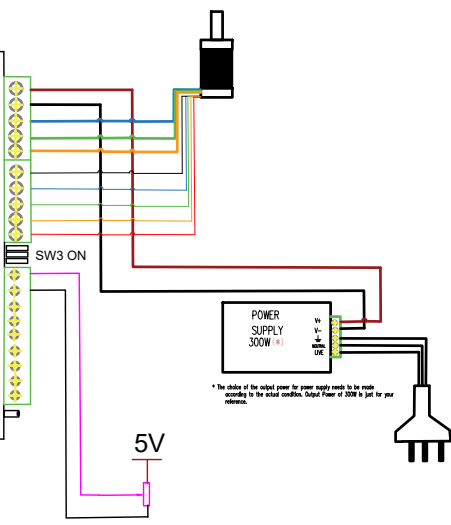 SW3 ON
POWER
SUPPLY
300W(*)
V+
V-
NEUTRAL
LIVE
* The choice of the output power for power supply needs to be made
according to the actual condition. Output Power of 300W is just for your
reference.
5V